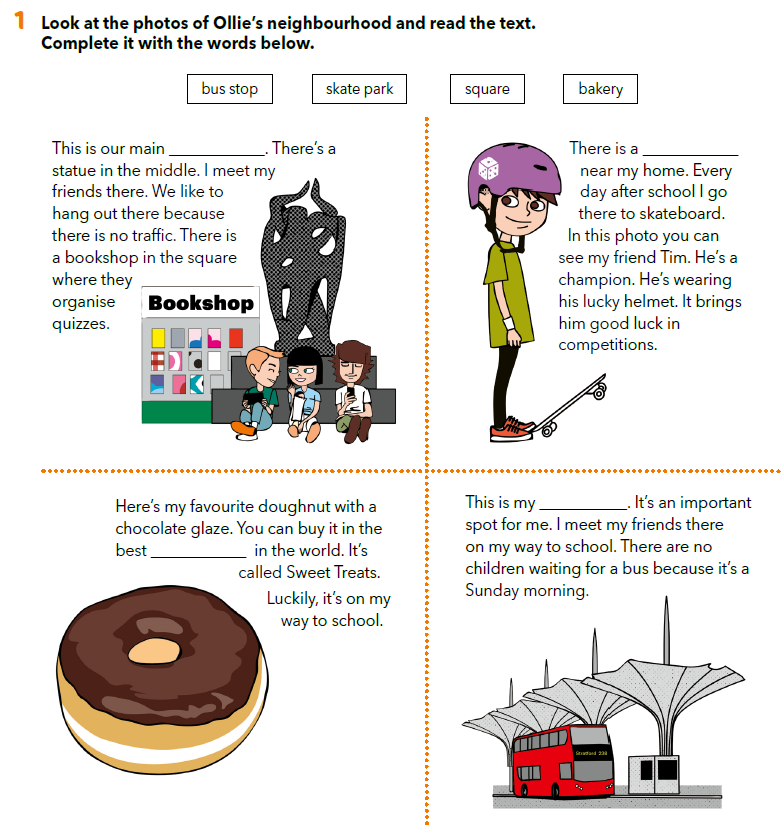 1 Look at the photos of Ollie's neighbourhood and read the text.
Complete it with the words below.
bus stop
skate park
square
bakery
This is our main ____________. There's a
statue in the middle. I meet my
friends there. We like to
hang out there because
there is no traffic. There is
a bookshop in the square
where they
organise
quizzes.
Bookshop
There is a ____________
near my home. Every
day after school I go
there to skateboard.
In this photo you can
see my friend Tim. He's a
champion. He's wearing
his lucky helmet. It brings
him good luck in
competitions.
Here's my favourite doughnut with a
chocolate glaze. You can buy it in the
best ____________ in the world. It's
called Sweet Treats.
Luckily, it's on my
way to school.
This is my ___________. It's an important
spot for me. I meet my friends there
on my way to school. There are no
children waiting for a bus because it's a
Sunday morning.
Stratford 238